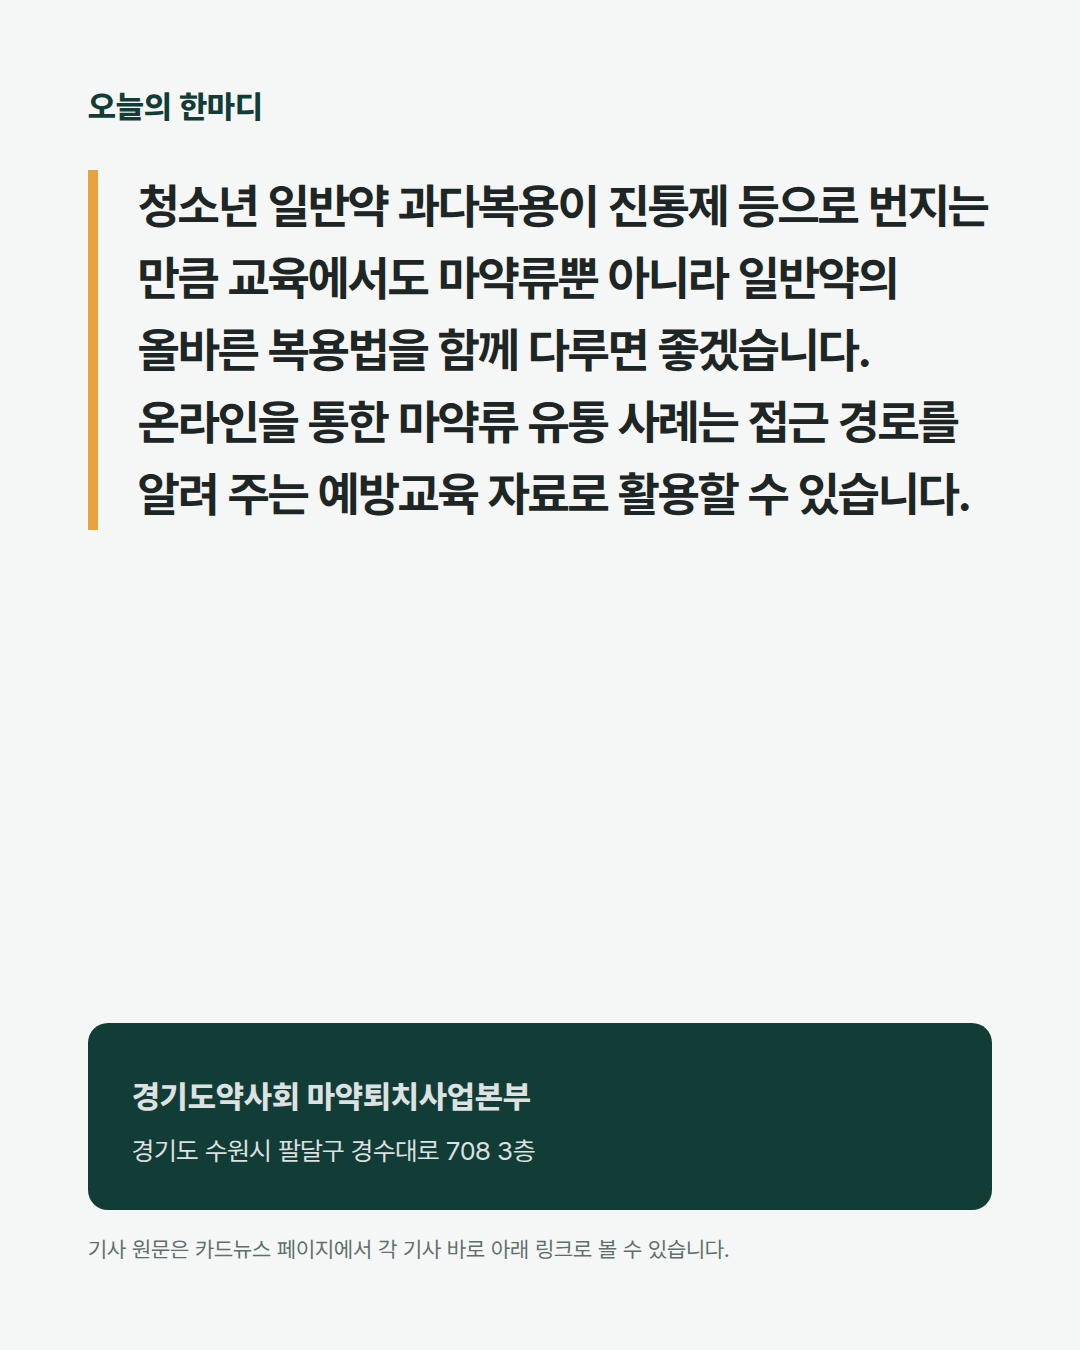 오늘의 한마디
청소년 일반약 과다복용이 진통제 등으로 번지는
만큼 교육에서도 마약류뿐 아니라 일반약의
올바른 복용법을 함께 다루면 좋겠습니다.
온라인을 통한 마약류 유통 사례는 접근 경로를
알려 주는 예방교육 자료로 활용할 수 있습니다.
경기도약사회 마약퇴치사업본부
경기도 수원시 팔달구 경수대로 708 3층
기사 원문은 카드뉴스 페이지에서 각 기사 바로 아래 링크로 볼 수 있습니다.